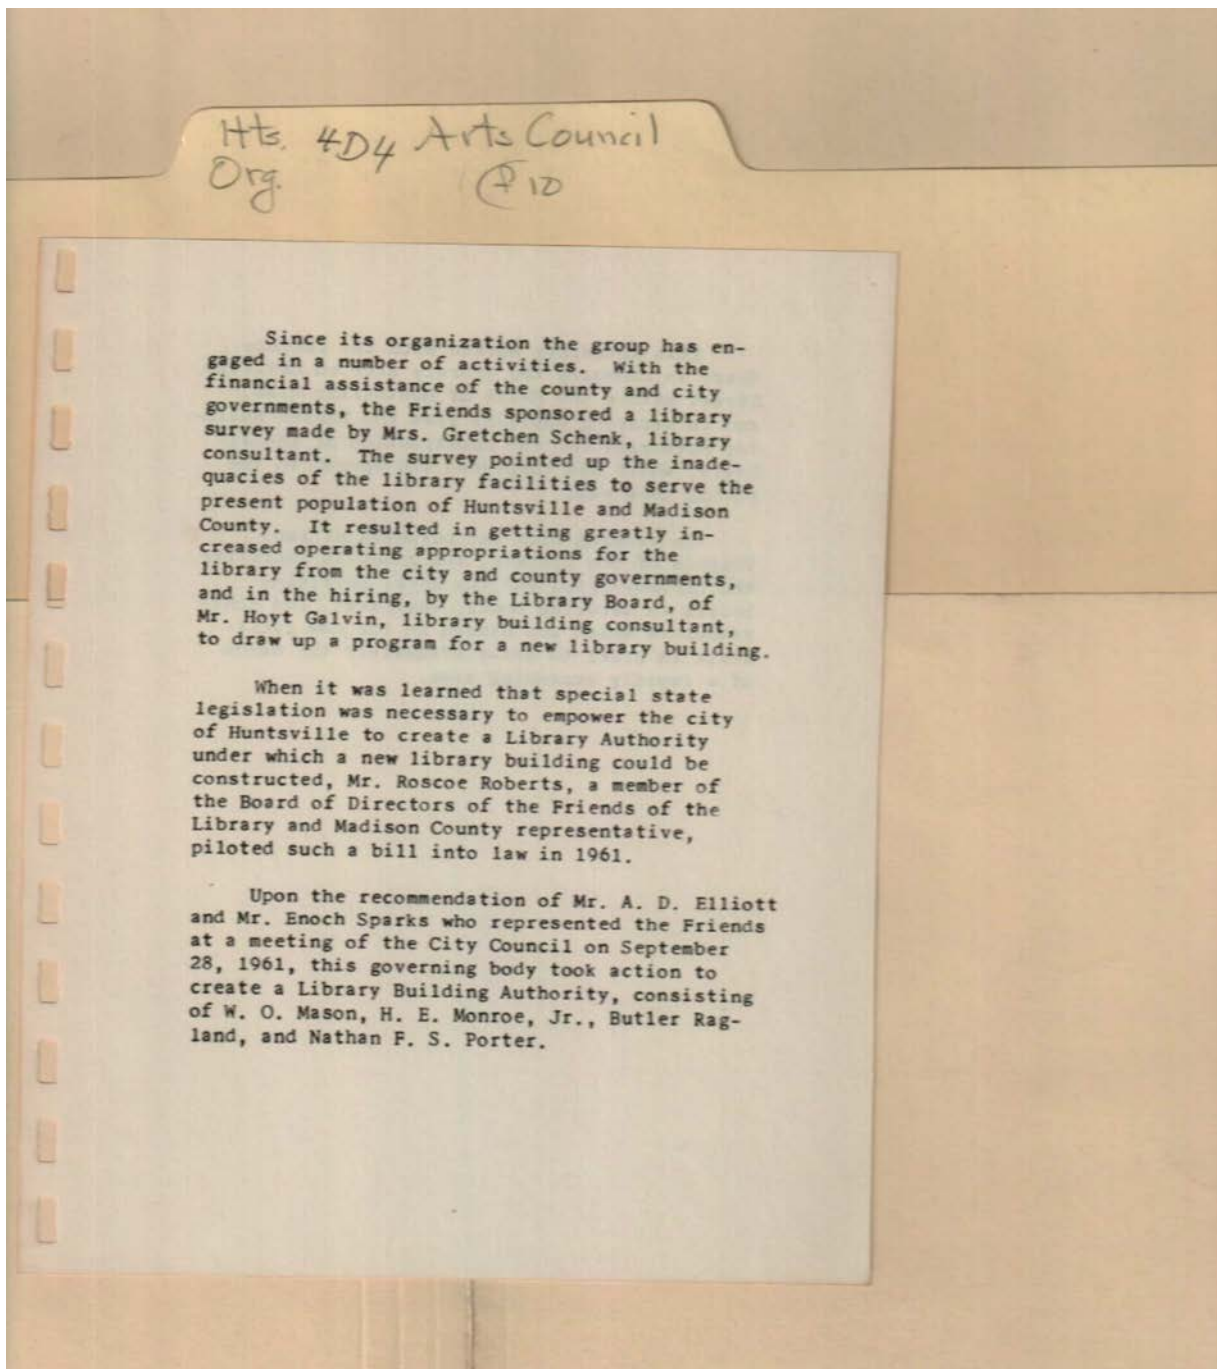 Hts. 4D4 Arts Council
Org. 10
Since its organization the group has en-
gaged in a number of activities. With the
financial assistance of the county and city
governments, the Friends sponsored a library
survey made by Mrs. Gretchen Schenk, library
consultant. The survey pointed up the inade-
quacies of the library facilities to serve the
present population of Huntsville and Madison
County. It resulted in getting greatly in-
creased operating appropriations for the
library from the city and county governments,
and in the hiring, by the Library Board, of
Mr. Hoyt Galvin, library building consultant,
to draw up a program for a new library building.
When it was learned that special state
legislation was necessary to empower the city
of Huntsville to create a Library Authority
under which a new library building could be
constructed, Mr. Roscoe Roberts, a member of
the Board of Directors of the Friends of the
Library and Madison County representative,
piloted such a bill into law in 1961.
Upon the recommendation of Mr. A. D. Elliott
and Mr. Enoch Sparks who represented the Friends
at a meeting of the City Council on September
28, 1961, this governing body took action to
create a Library Building Authority, consisting
of W. O. Mason, H. E. Monroe, Jr., Butler Rag-
land, and Nathan F. S. Porter.